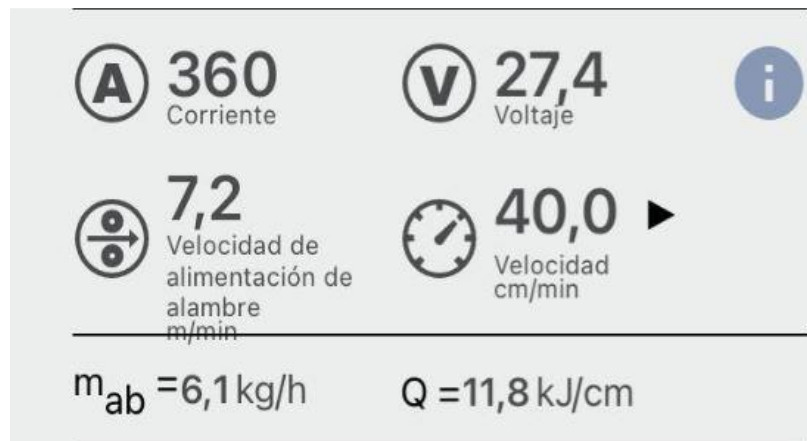 A 360
Corriente
V 27,4
Voltaje
i
7,2
Velocidad de
alimentación de
alambre
m/min
40,0
Velocidad
cm/min
m_ab =6,1 kg/h
Q =11,8 kJ/cm